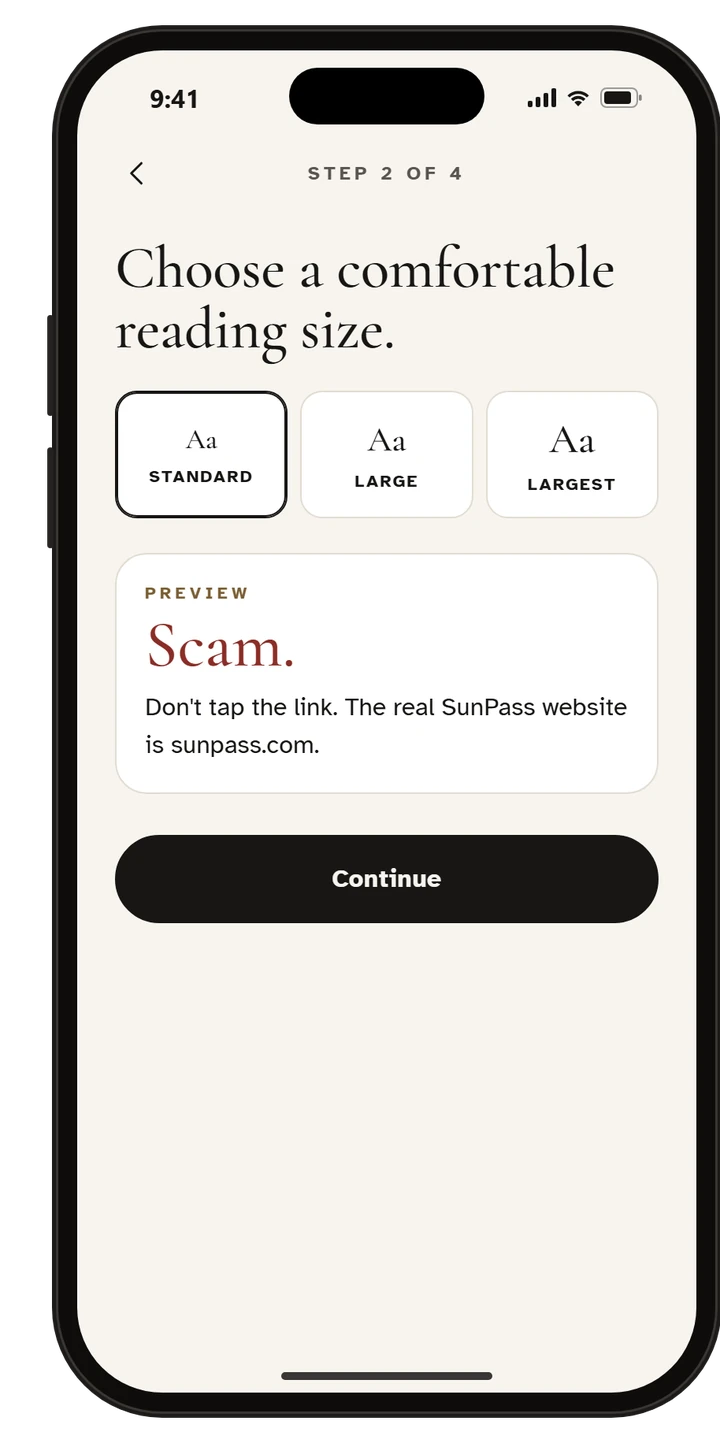 9:41
STEP 2 OF 4
Choose a comfortable
reading size.
Aa
STANDARD
Aa
LARGE
Aa
LARGEST
PREVIEW
Scam.
Don't tap the link. The real SunPass website
is sunpass.com.
Continue